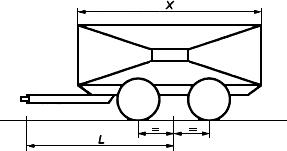 X
= =
L